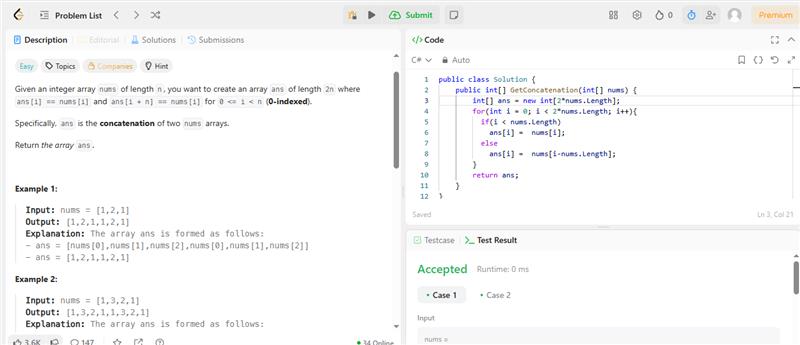 Problem List
Submit
0
Premium
Description
Editorial
Solutions
Submissions
Easy
Topics
Companies
Hint
Given an integer array nums of length n, you want to create an array ans of length 2n where
ans[i] == nums[i] and ans[i + n] == nums[i] for 0 <= i < n (0-indexed).
Specifically, ans is the concatenation of two nums arrays.
Return the array ans.
Example 1:
Input: nums = [1,2,1]
Output: [1,2,1,1,2,1]
Explanation: The array ans is formed as follows:
- ans = [nums[0],nums[1],nums[2],nums[0],nums[1],nums[2]]
- ans = [1,2,1,1,2,1]
Example 2:
Input: nums = [1,3,2,1]
Output: [1,3,2,1,1,3,2,1]
Explanation: The array ans is formed as follows:
3.6K
147
34 Online
</> Code
C#
Auto
1 public class Solution {
2 public int[] GetConcatenation(int[] nums) {
3 int[] ans = new int[2*nums.Length];
4 for(int i = 0; i < 2*nums.Length; i++){
5 if(i < nums.Length)
6 ans[i] = nums[i];
7 else
8 ans[i] = nums[i-nums.Length];
9 }
10 return ans;
11 }
12 }
Saved
Ln 3, Col 21
Testcase
Test Result
Accepted
Runtime: 0 ms
Case 1
Case 2
Input
nums =